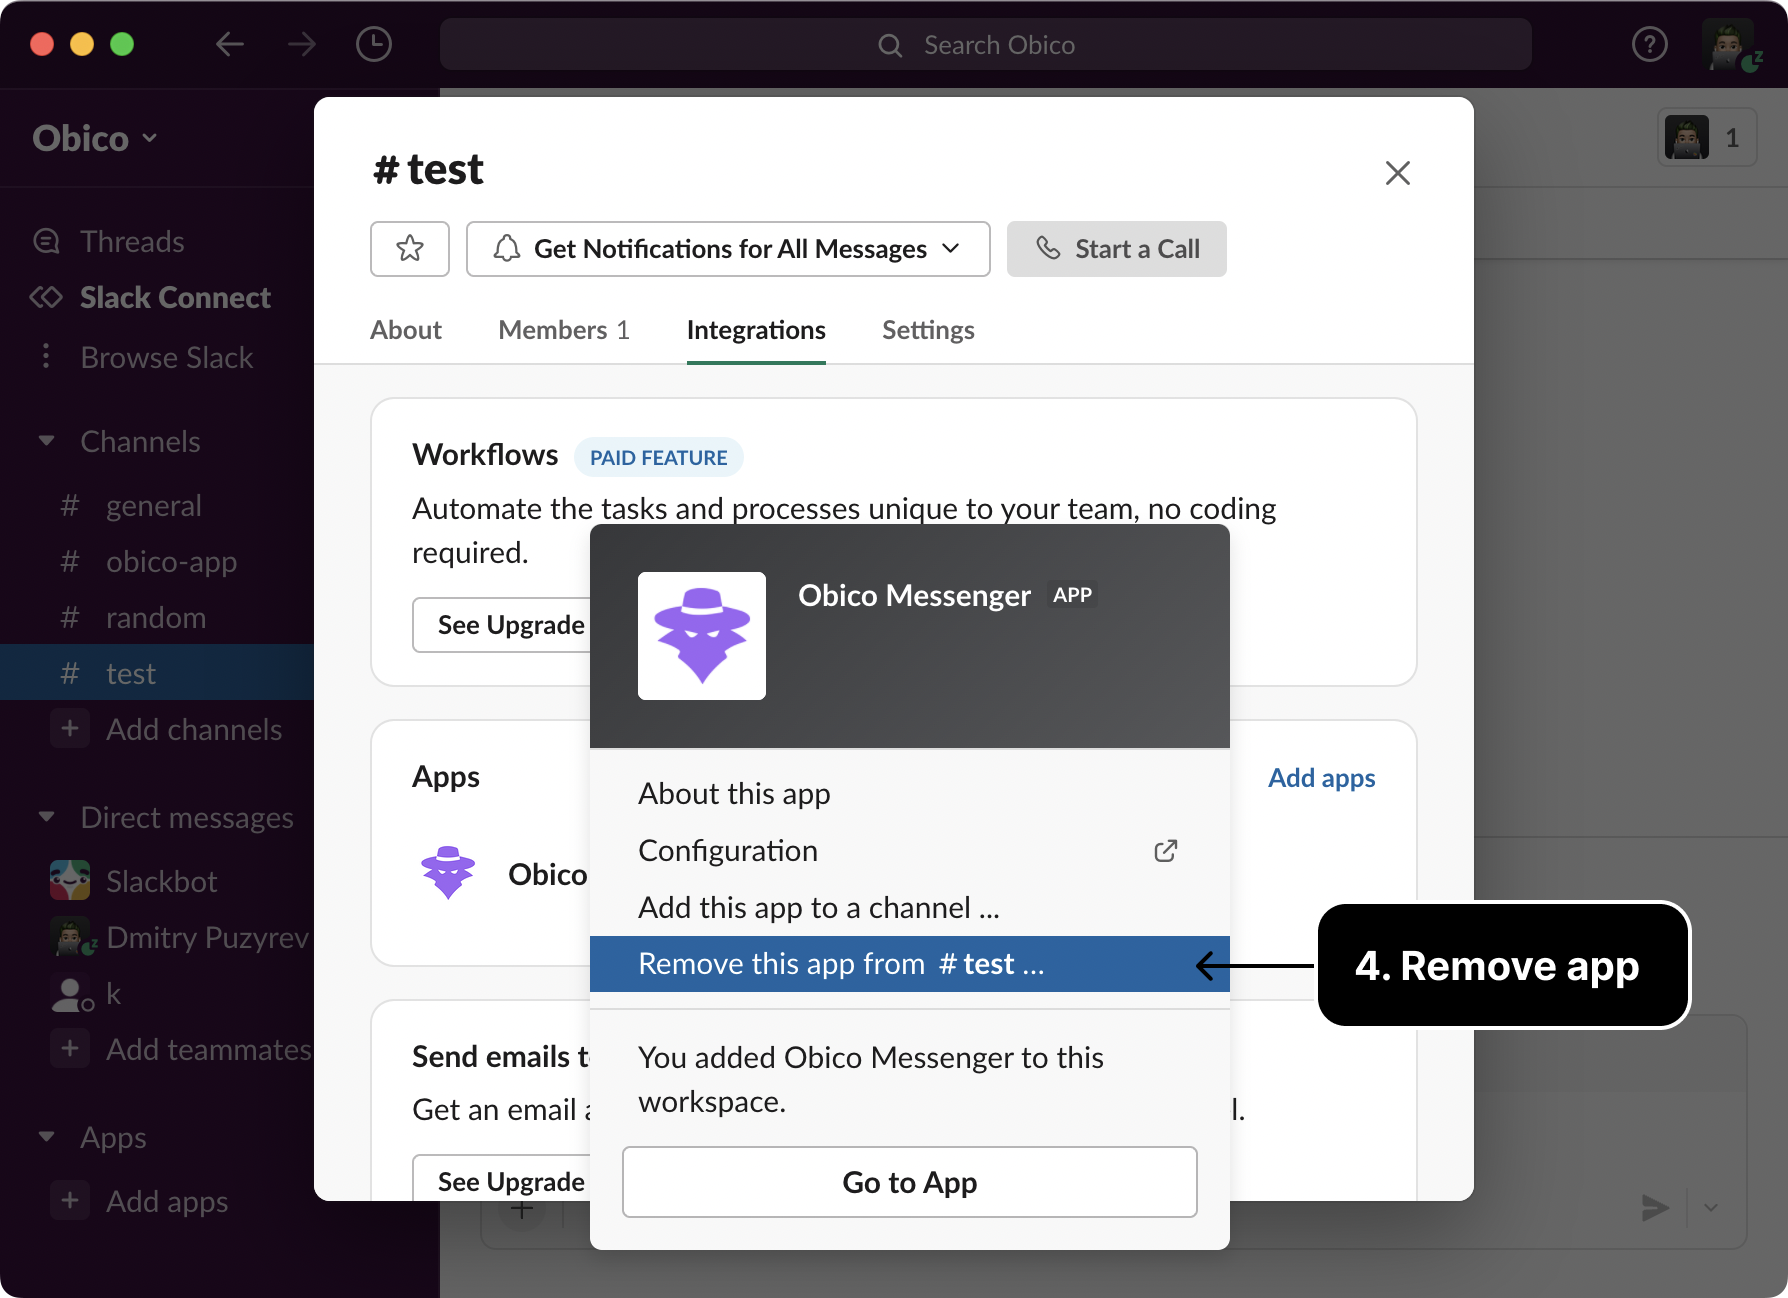 Search Obico
Obico
1
Threads
Slack Connect
Browse Slack
Channels
# general
# obico-app
# random
# test
+ Add channels
Direct messages
Slackbot
Dmitry Puzyrev
k
+ Add teammates
Apps
+ Add apps
# test
Get Notifications for All Messages
Start a Call
About Members 1 Integrations Settings
Workflows PAID FEATURE
Automate the tasks and processes unique to your team, no coding
required.
See Upgrade
Apps
Add apps
Obico
Send emails t
Get an email
l.
See Upgrade
Obico Messenger APP
About this app
Configuration
Add this app to a channel ...
Remove this app from # test ...
You added Obico Messenger to this
workspace.
Go to App
4. Remove app